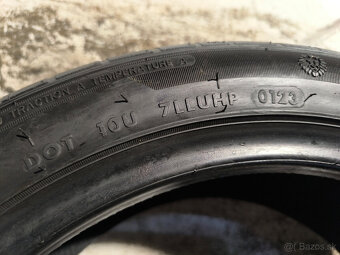 TRACTION A TEMPERATURE A
DOT 10U 7LLUHP 0123
© Bazos.sk